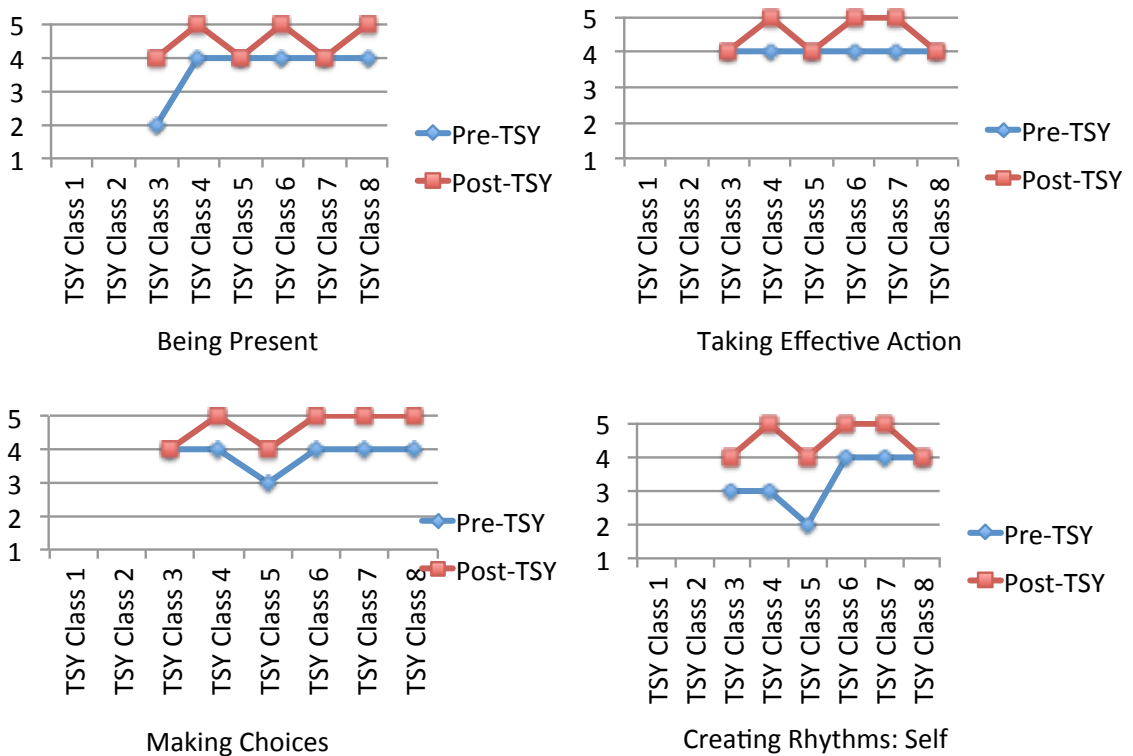 5
4
3
2
1
TSY Class 1
TSY Class 2
TSY Class 3
TSY Class 4
TSY Class 5
TSY Class 6
TSY Class 7
TSY Class 8
Pre-TSY
Post-TSY
Being Present
5
4
3
2
1
TSY Class 1
TSY Class 2
TSY Class 3
TSY Class 4
TSY Class 5
TSY Class 6
TSY Class 7
TSY Class 8
Pre-TSY
Post-TSY
Taking Effective Action
5
4
3
2
1
TSY Class 1
TSY Class 2
TSY Class 3
TSY Class 4
TSY Class 5
TSY Class 6
TSY Class 7
TSY Class 8
Pre-TSY
Post-TSY
Making Choices
5
4
3
2
1
TSY Class 1
TSY Class 2
TSY Class 3
TSY Class 4
TSY Class 5
TSY Class 6
TSY Class 7
TSY Class 8
Pre-TSY
Post-TSY
Creating Rhythms: Self